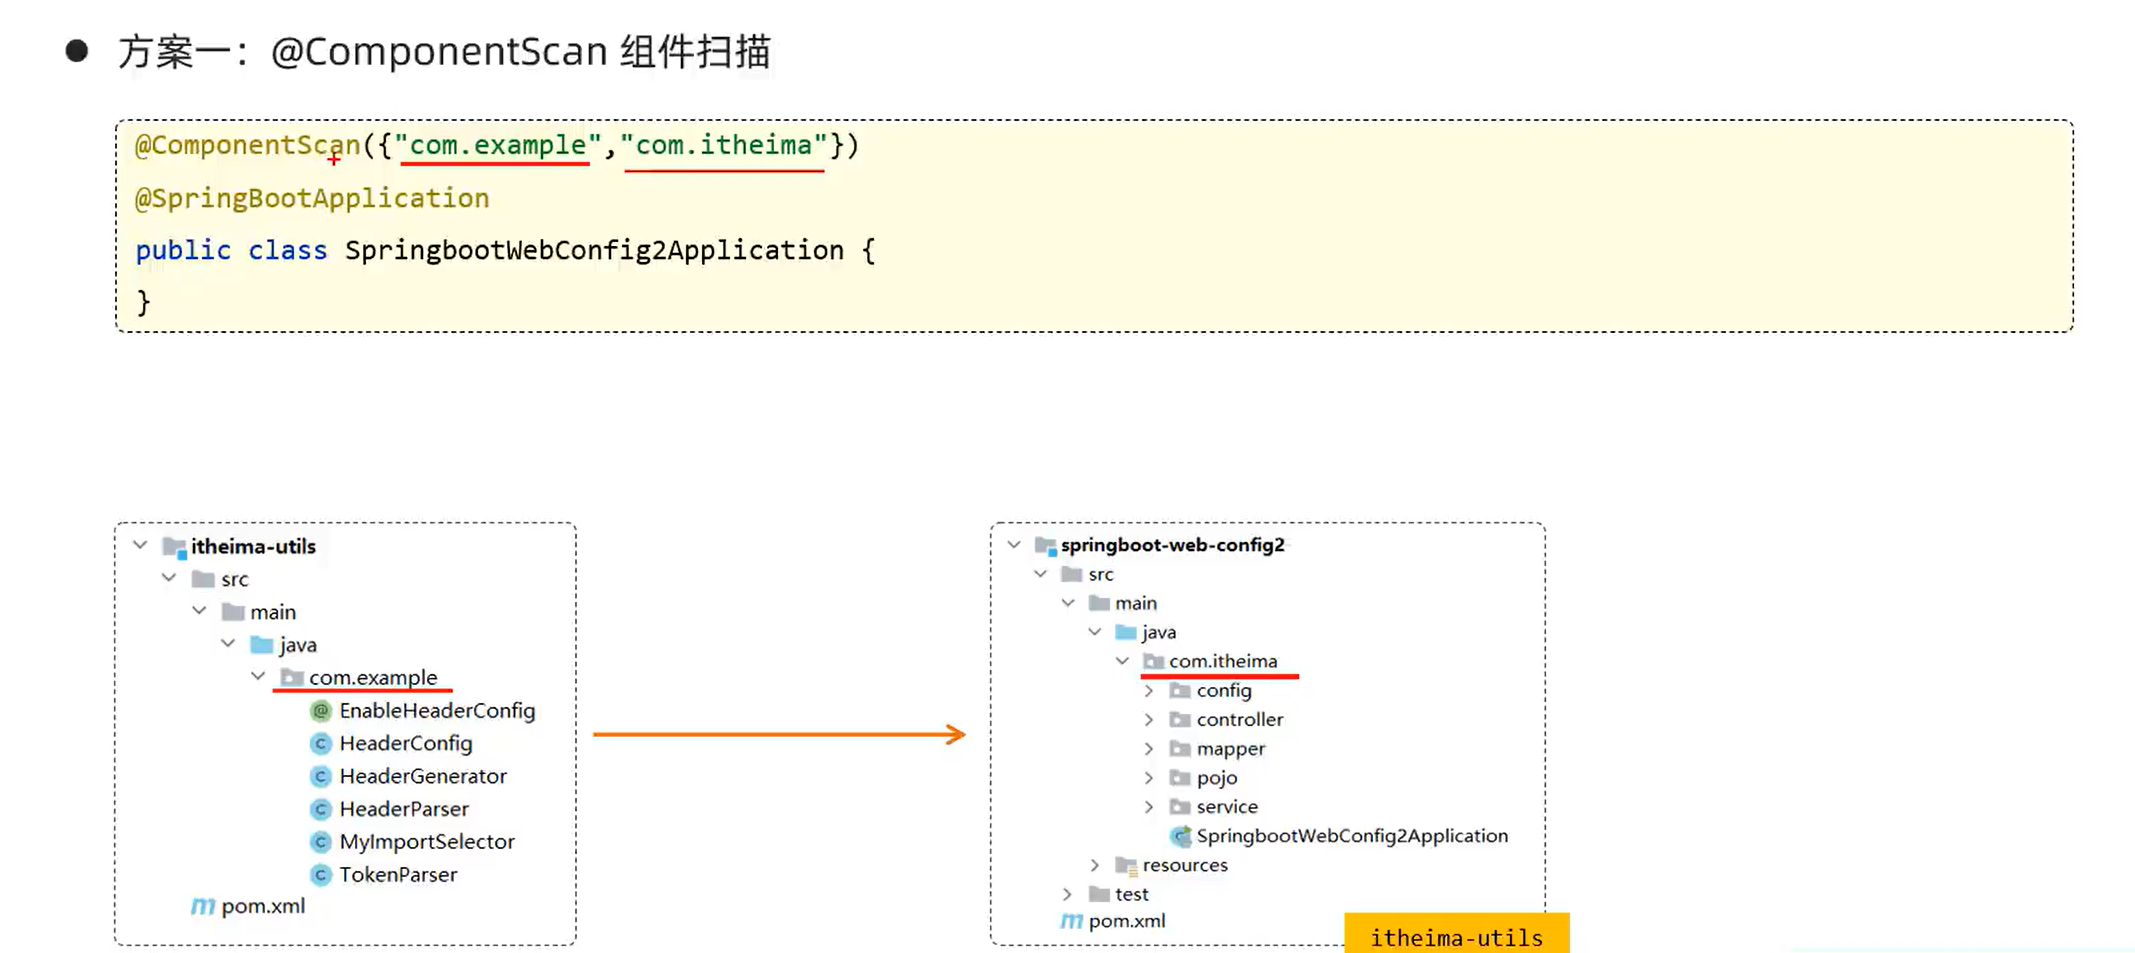 方案一：@ComponentScan 组件扫描
@ComponentScan({"com.example","com.itheima"})
@SpringBootApplication
public class SpringbootWebConfig2Application {
}
itheima-utils
src
main
java
com.example
EnableHeaderConfig
HeaderConfig
HeaderGenerator
HeaderParser
MyImportSelector
TokenParser
pom.xml
springboot-web-config2
src
main
java
com.itheima
config
controller
mapper
pojo
service
SpringbootWebConfig2Application
resources
test
pom.xml
itheima-utils